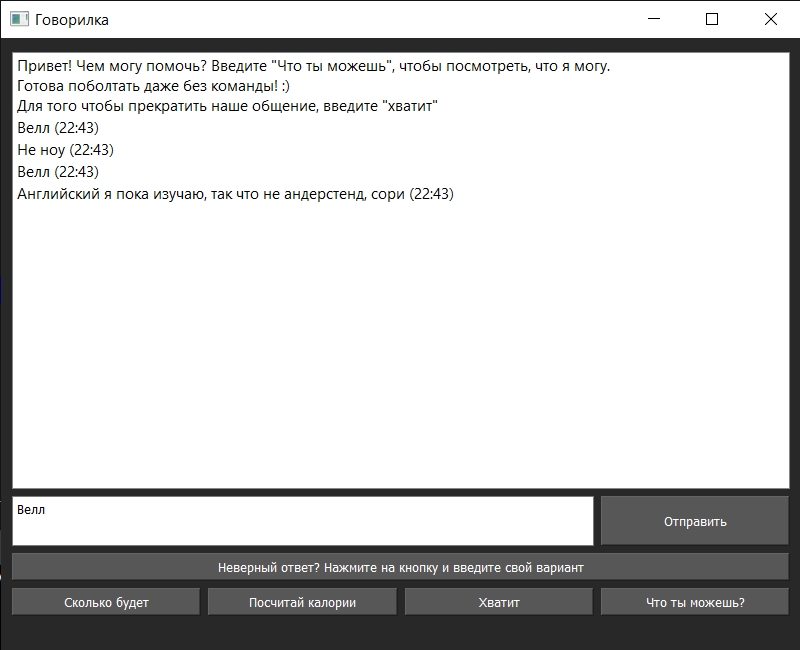 Говорилка
Привет! Чем могу помочь? Введите "Что ты можешь", чтобы посмотреть, что я могу.
Готова поболтать даже без команды! :)
Для того чтобы прекратить наше общение, введите "хватит"
Велл (22:43)
Не ноу (22:43)
Велл (22:43)
Английский я пока изучаю, так что не андерстенд, сори (22:43)
Велл
Отправить
Неверный ответ? Нажмите на кнопку и введите свой вариант
Сколько будет
Посчитай калории
Хватит
Что ты можешь?